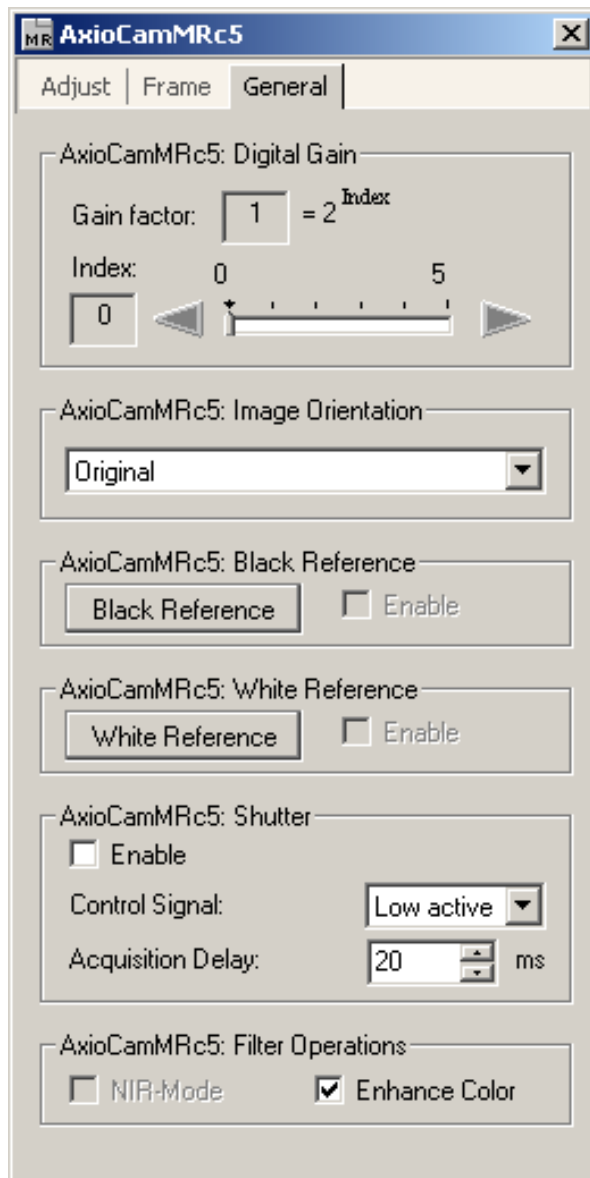 MR AxioCamMRc5
Adjust Frame General
AxioCamMRc5: Digital Gain
Gain factor: 1 = 2 Index
Index: 0 5
0
AxioCamMRc5: Image Orientation
Original
AxioCamMRc5: Black Reference
Black Reference Enable
AxioCamMRc5: White Reference
White Reference Enable
AxioCamMRc5: Shutter
Enable
Control Signal: Low active
Acquisition Delay: 20 ms
AxioCamMRc5: Filter Operations
NIR-Mode Enhance Color